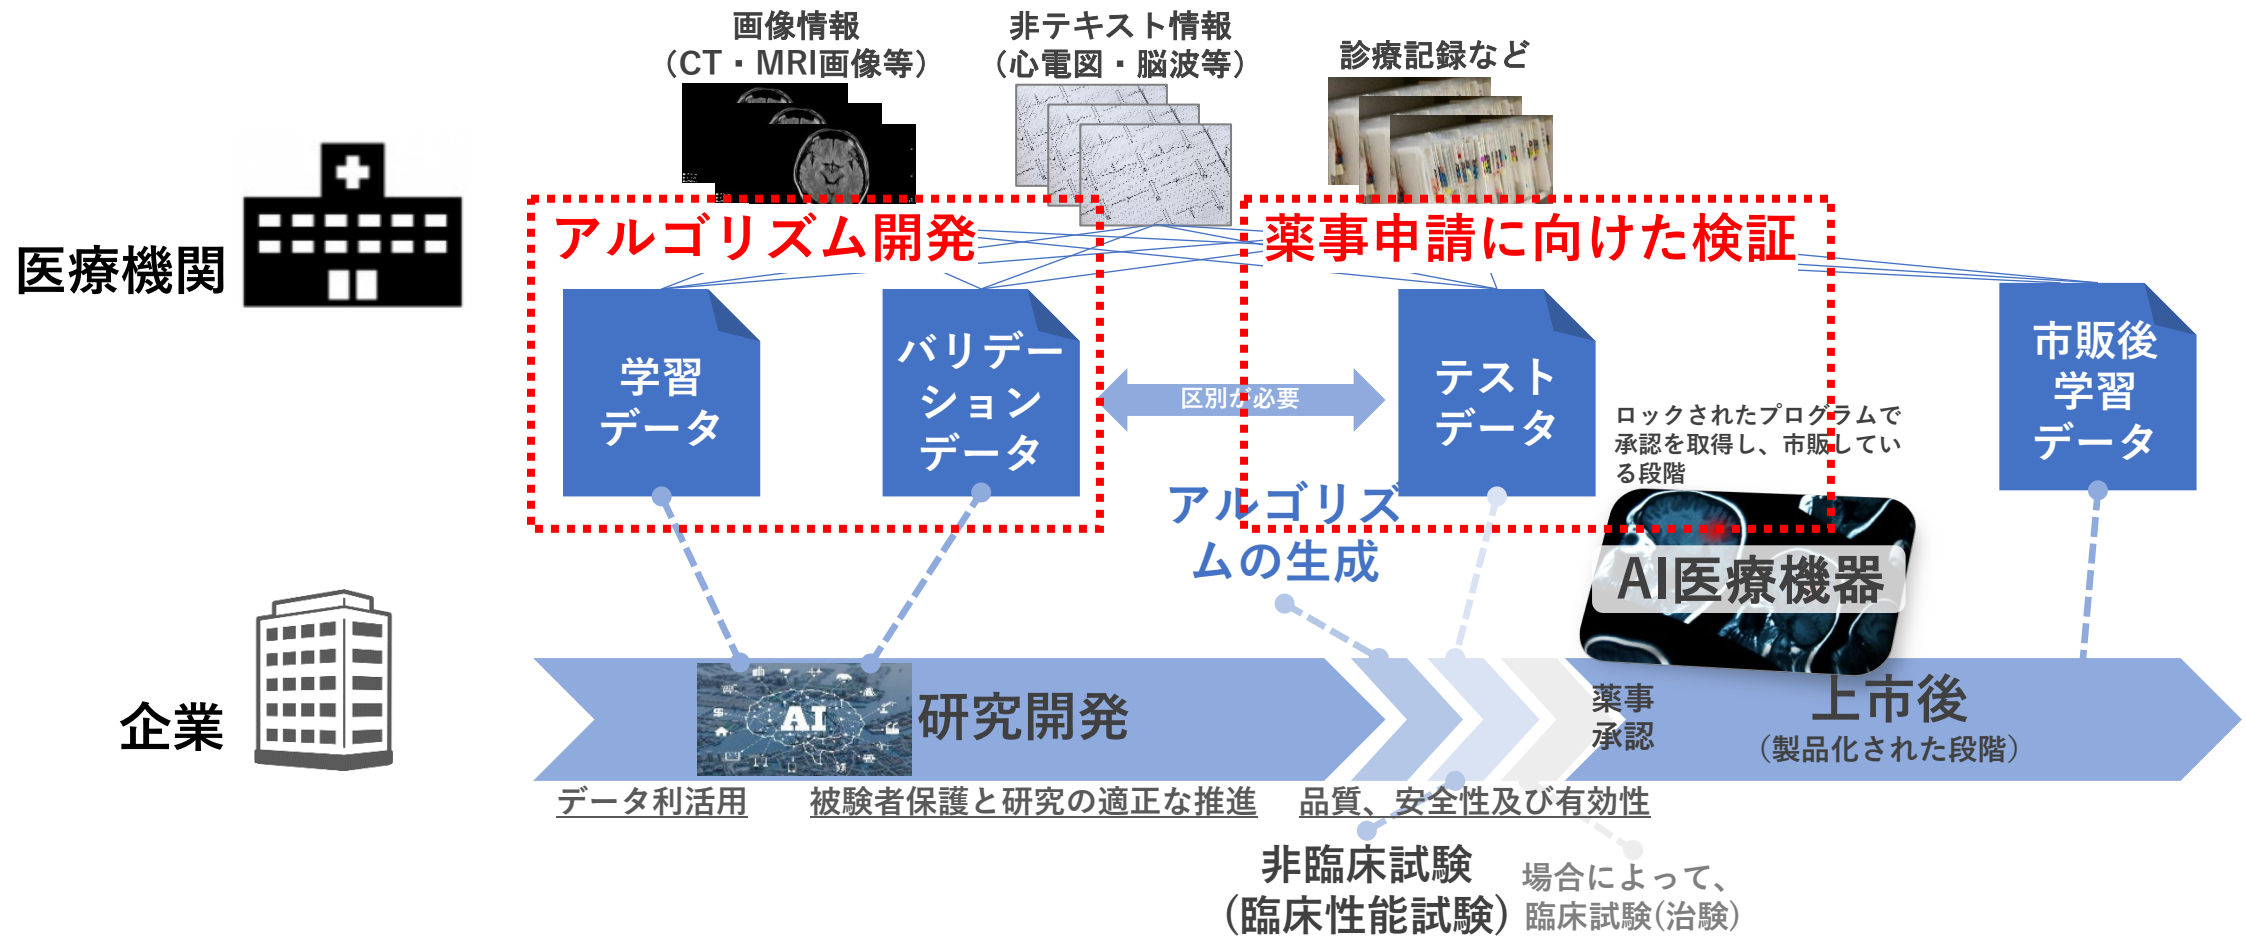 画像情報
（CT・MRI画像等）
非テキスト情報
（心電図・脳波等）
診療記録など
医療機関
アルゴリズム開発
薬事申請に向けた検証
学習
データ
バリデー
ション
データ
区別が必要
テスト
データ
市販後
学習
データ
ロックされたプログラムで
承認を取得し、市販してい
る段階
アルゴリズ
ムの生成
AI医療機器
企業
AI
研究開発
薬事
承認
上市後
（製品化された段階）
データ利活用
被験者保護と研究の適正な推進
品質、安全性及び有効性
非臨床試験
(臨床性能試験)
場合によって、
臨床試験(治験)